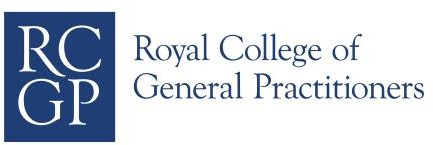 RC
GP
Royal College of
General Practitioners